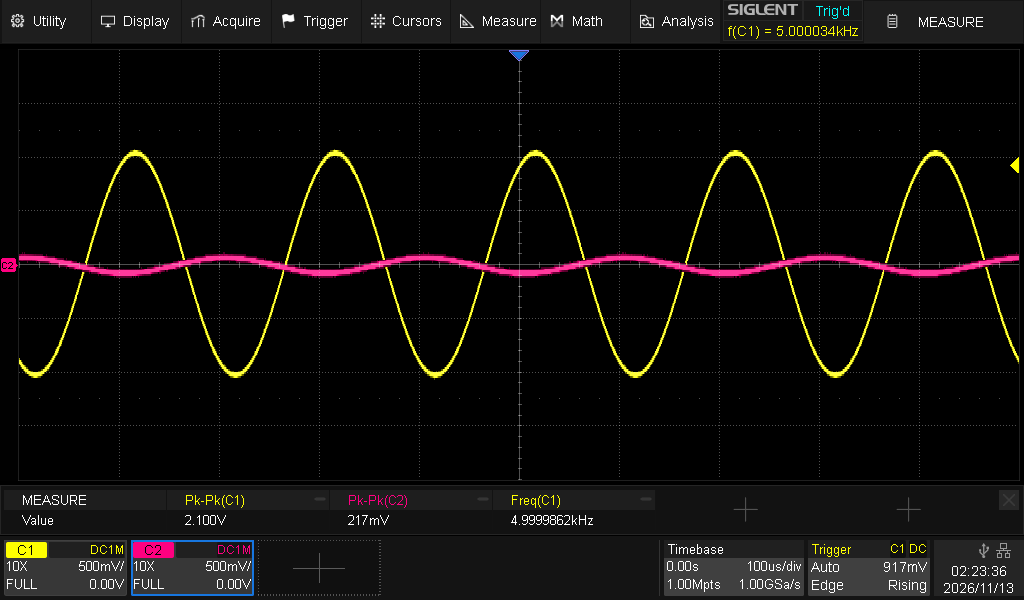 Utility Display Acquire Trigger Cursors Measure Math Analysis SIGLENT Trig'd MEASURE
f(C1) = 5.000034kHz
C2
MEASURE Pk-Pk(C1) Pk-Pk(C2) Freq(C1)
Value 2.100V 217mV 4.9999862kHz
C1 DC1M C2 DC1M Timebase Trigger C1 DC
10X 500mV/ 10X 500mV/ 0.00s 100us/div Auto 917mV 02:23:36
FULL 0.00V FULL 0.00V 1.00Mpts 1.00GSa/s Edge Rising 2026/11/13